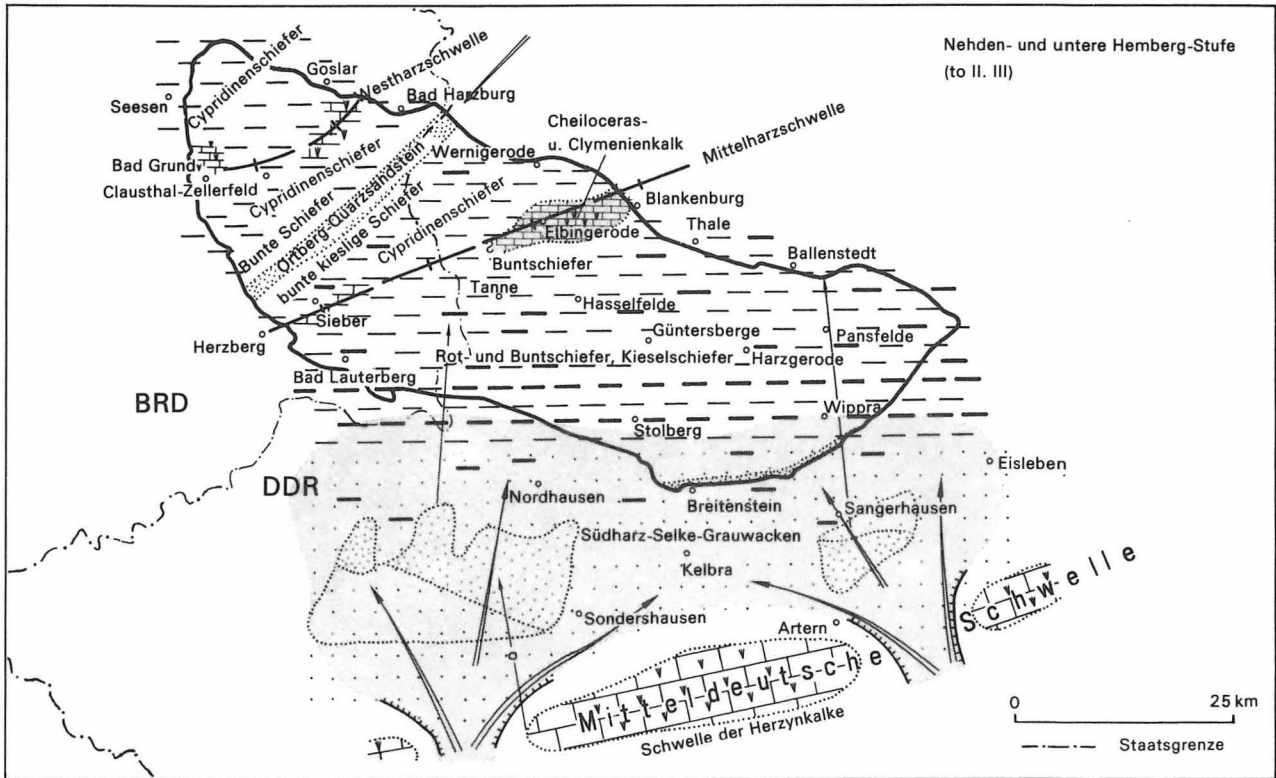 Nehden- und untere Hemberg-Stufe
(to II. III)
Cypridinenschiefer
Goslar
Westharzschwelle
Seesen
Bad Harzburg
Cheiloceras-
u. Clymenienkalk
Mittelharzschwelle
Wernigerode
Bad Grund
Clausthal-Zellerfeld
Cypridinenschiefer
Bunte Schiefer
Ortberg-Quarzsandstein
bunte kieslige Schiefer
Cypridinenschiefer
Blankenburg
Elbingerode
Thale
Buntschiefer
Ballenstedt
Tanne
Hasselfelde
Sieber
Herzberg
Güntersberge
Pansfelde
Rot- und Buntschiefer, Kieselschiefer
Harzgerode
Bad Lauterberg
BRD
Wippra
Stolberg
Eisleben
DDR
Nordhausen
Breitenstein
Sangerhausen
Südharz-Selke-Grauwacken
Kelbra
Sondershausen
Artern
Mitteldeutsche
Schwelle
Schwelle der Herzynkalke
0 25 km
Staatsgrenze